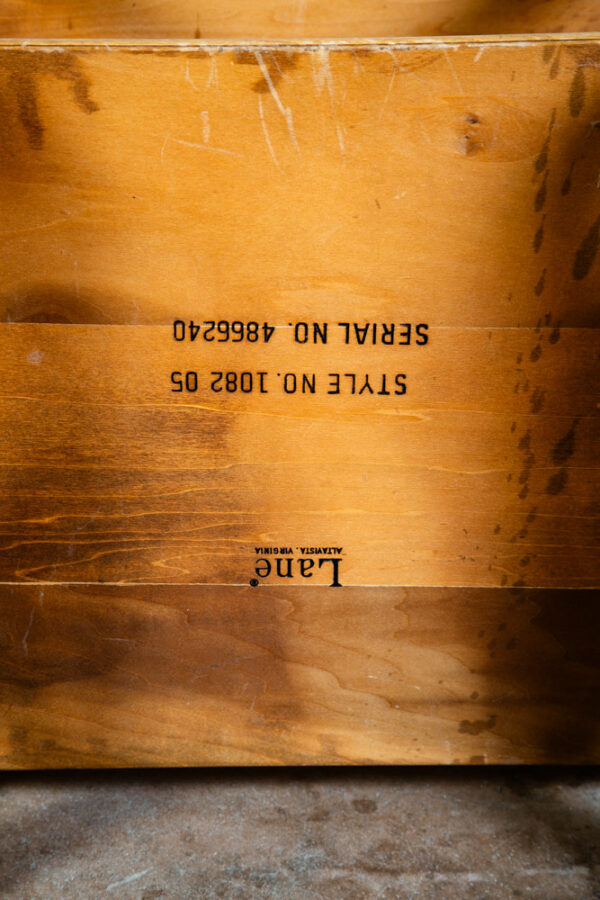 Lane®
ALTAVISTA, VIRGINIA
STYLE NO. 1082 05
SERIAL NO. 4866240